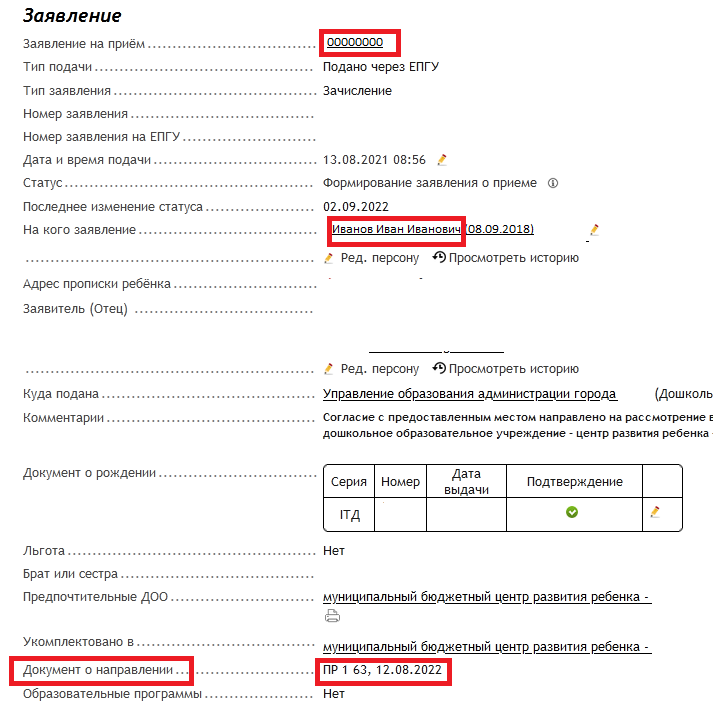 Заявление
Заявление на приём 00000000
Тип подачи Подано через ЕПГУ
Тип заявления Зачисление
Номер заявления
Номер заявления на ЕПГУ
Дата и время подачи 13.08.2021 08:56
Статус Формирование заявления о приеме
Последнее изменение статуса 02.09.2022
На кого заявление Иванов Иван Иванович (08.09.2018)
Ред. персону Просмотреть историю
Адрес прописки ребёнка
Заявитель (Отец)
Ред. персону Просмотреть историю
Куда подана Управление образования администрации города (Дошколь
Комментарии Согласие с предоставленным местом направлено на рассмотрение в
дошкольное образовательное учреждение - центр развития ребенка -
Документ о рождении
Серия Номер Дата выдачи Подтверждение
ІТД
Льгота Нет
Брат или сестра
Предпочтительные ДОО муниципальный бюджетный центр развития ребенка -
Укомплектовано в муниципальный бюджетный центр развития ребенка -
Документ о направлении ПР 1 63, 12.08.2022
Образовательные программы Нет